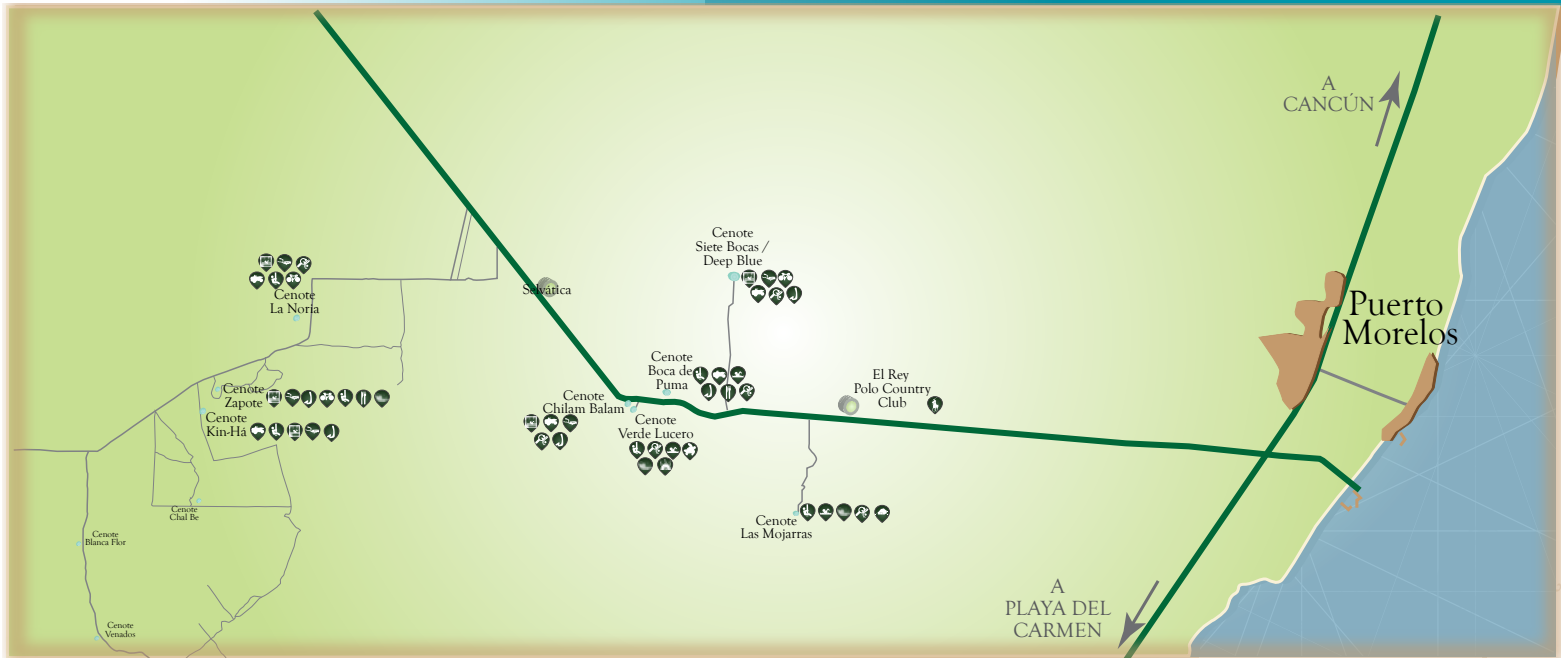 A
CANCÚN
Cenote
Siete Bocas /
Deep Blue
Selvática
Cenote
La Noria
Puerto
Morelos
Cenote
Boca de
Puma
El Rey
Polo Country
Club
Cenote
Zapote
Cenote
Kin-Há
Cenote
Chilam Balam
Cenote
Verde Lucero
Cenote
Chal Be
Cenote
Las Mojarras
Cenote
Blanca Flor
A
PLAYA DEL
CARMEN
Cenote
Venados